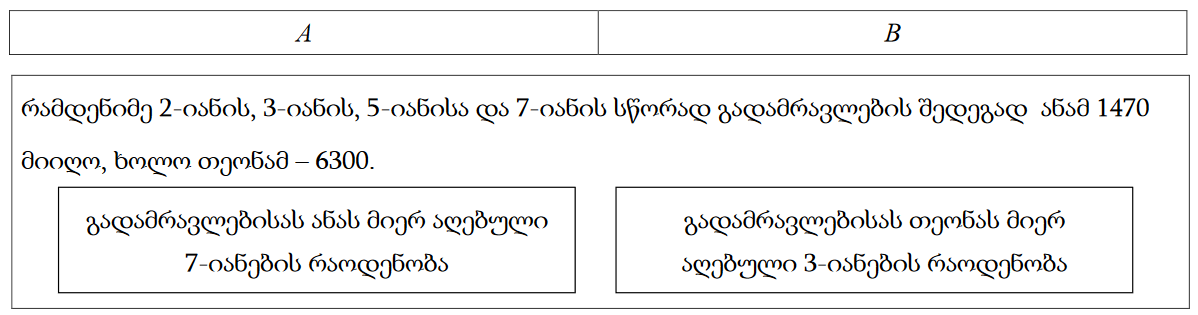 A
B
რამდენიმე 2-იანის, 3-იანის, 5-იანისა და 7-იანის სწორად გადამრავლების შედეგად ანამ 1470
მიიღო, ხოლო თეონამ – 6300.
გადამრავლებისას ანას მიერ აღებული
7-იანების რაოდენობა
გადამრავლებისას თეონას მიერ
აღებული 3-იანების რაოდენობა